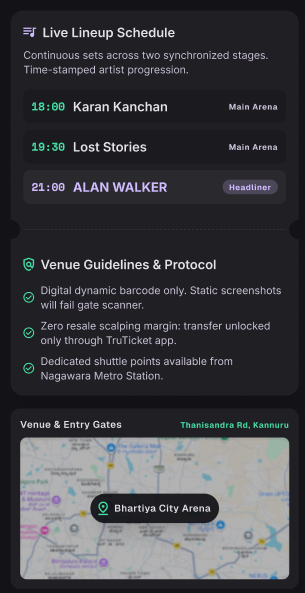 Live Lineup Schedule
Continuous sets across two synchronized stages.
Time-stamped artist progression.
18:00 Karan Kanchan Main Arena
19:30 Lost Stories Main Arena
21:00 ALAN WALKER Headliner
Venue Guidelines & Protocol
Digital dynamic barcode only. Static screenshots
will fail gate scanner.
Zero resale scalping margin: transfer unlocked
only through TruTicket app.
Dedicated shuttle points available from
Nagawara Metro Station.
Venue & Entry Gates Thanisandra Rd, Kannuru
Bhartiya City Arena